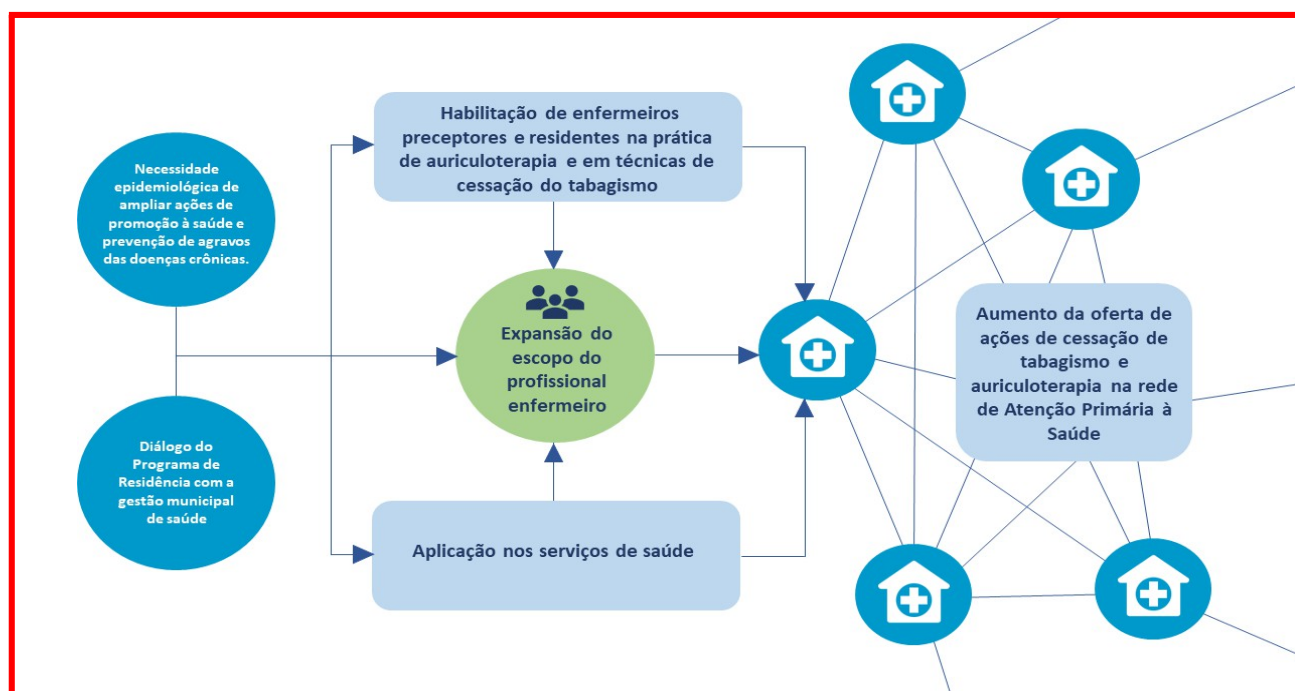 Necessidade
epidemiológica de
ampliar ações de
promoção à saúde e
prevenção de agravos
das doenças crônicas.
Diálogo do
Programa de
Residência com a
gestão municipal
de saúde
Habilitação de enfermeiros
preceptores e residentes na prática
de auriculoterapia e em técnicas de
cessação do tabagismo
Expansão do
escopo do
profissional
enfermeiro
Aplicação nos serviços de saúde
Aumento da oferta de
ações de cessação de
tabagismo e
auriculoterapia na rede
de Atenção Primária à
Saúde